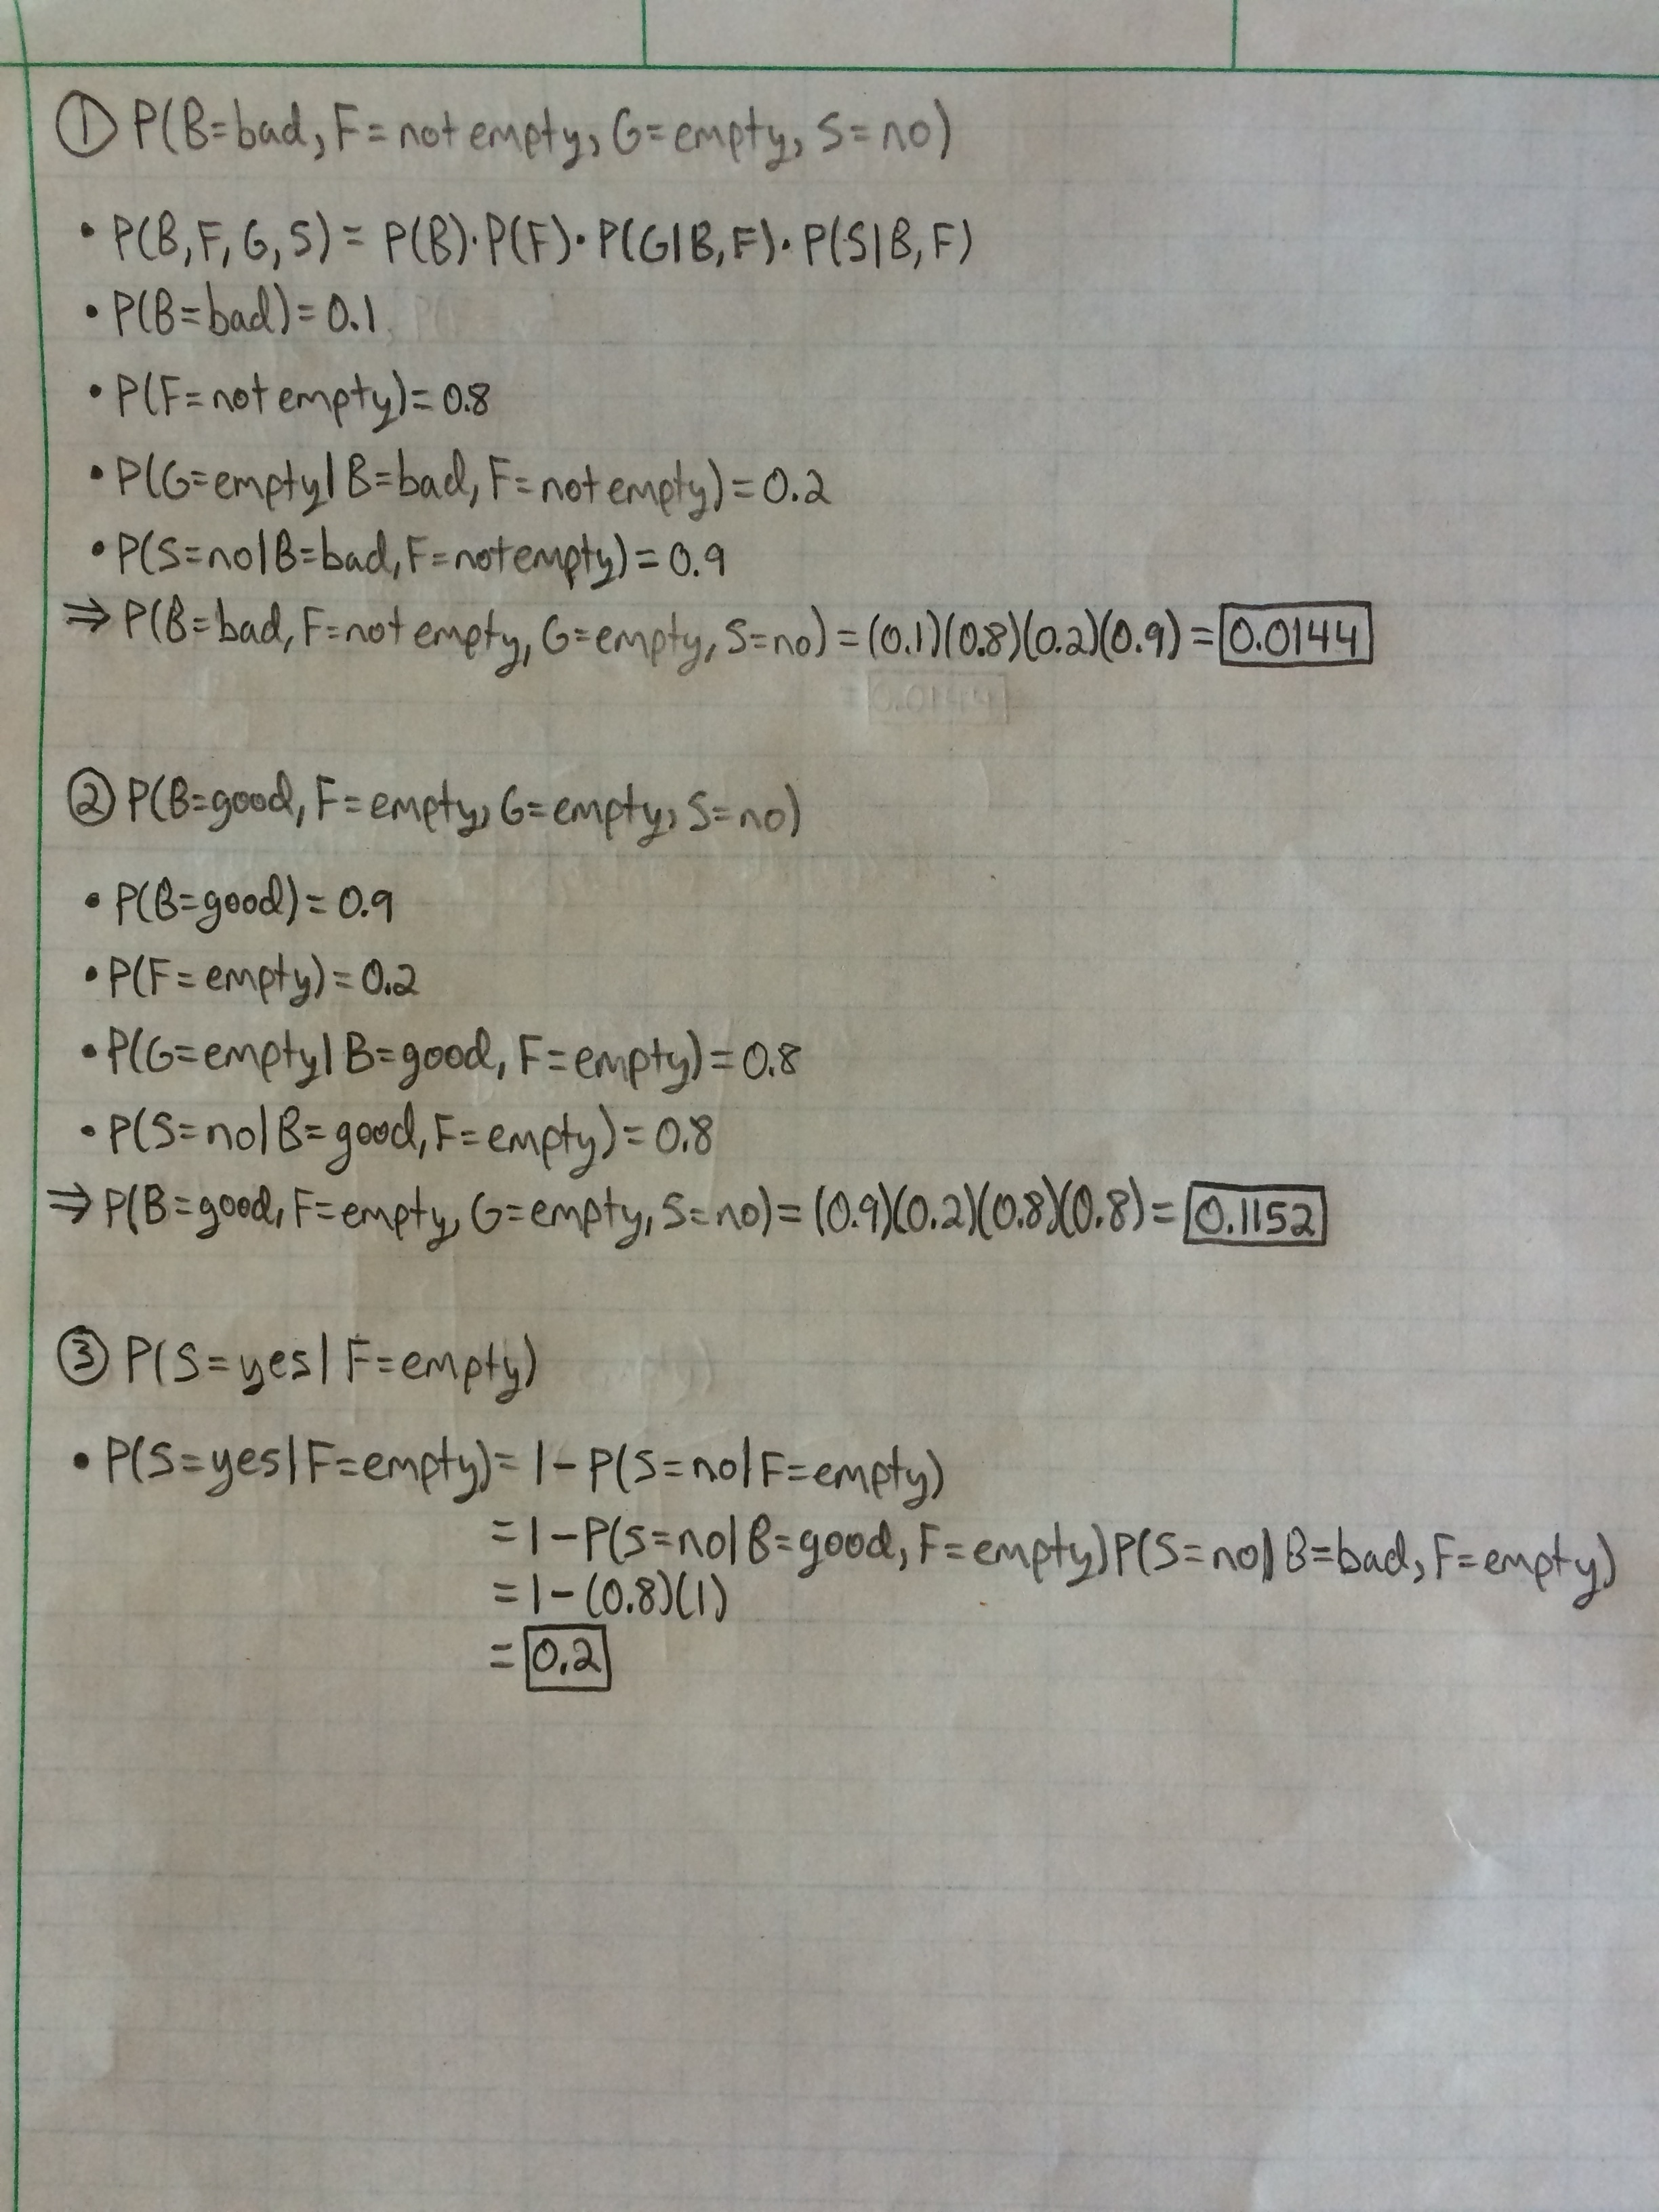 ① P(B=bad, F=not empty, G=empty, S=no)
• P(B,F,G,S) = P(B)·P(F)·P(G|B,F)·P(S|B,F)
• P(B=bad)=0.1
• P(F=not empty)=0.8
• P(G=empty|B=bad, F=not empty)=0.2
• P(S=no|B=bad, F=not empty)=0.9
⇒ P(B=bad, F=not empty, G=empty, S=no) = (0.1)(0.8)(0.2)(0.9) = 0.0144
② P(B=good, F=empty, G=empty, S=no)
• P(B=good)=0.9
• P(F=empty)=0.2
• P(G=empty|B=good, F=empty)=0.8
• P(S=no|B=good, F=empty)=0.8
⇒ P(B=good, F=empty, G=empty, S=no) = (0.9)(0.2)(0.8)(0.8) = 0.1152
③ P(S=yes|F=empty)
• P(S=yes|F=empty) = 1-P(S=no|F=empty)
= 1-P(S=no|B=good, F=empty)P(S=no|B=bad, F=empty)
= 1-(0.8)(1)
= 0.2